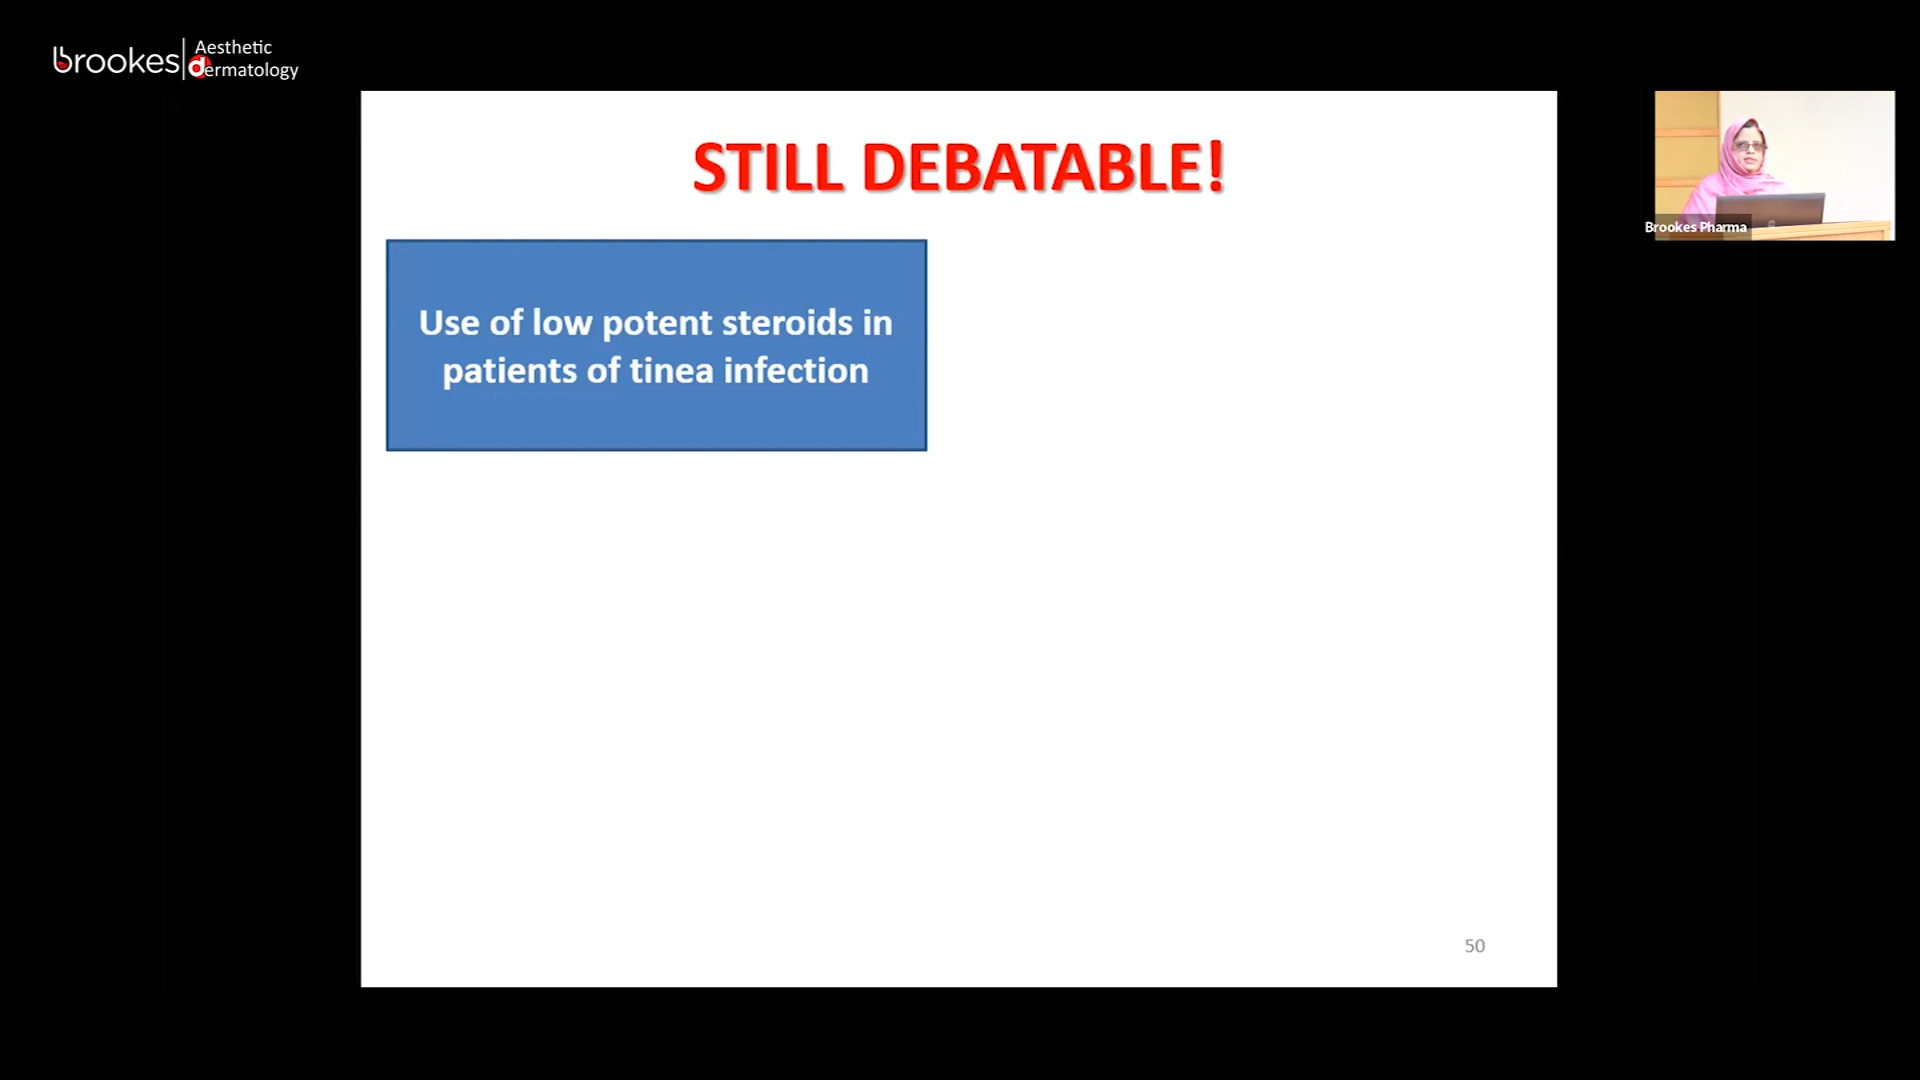 brookes Aesthetic
dermatology
STILL DEBATABLE!
Brookes Pharma
Use of low potent steroids in
patients of tinea infection
50